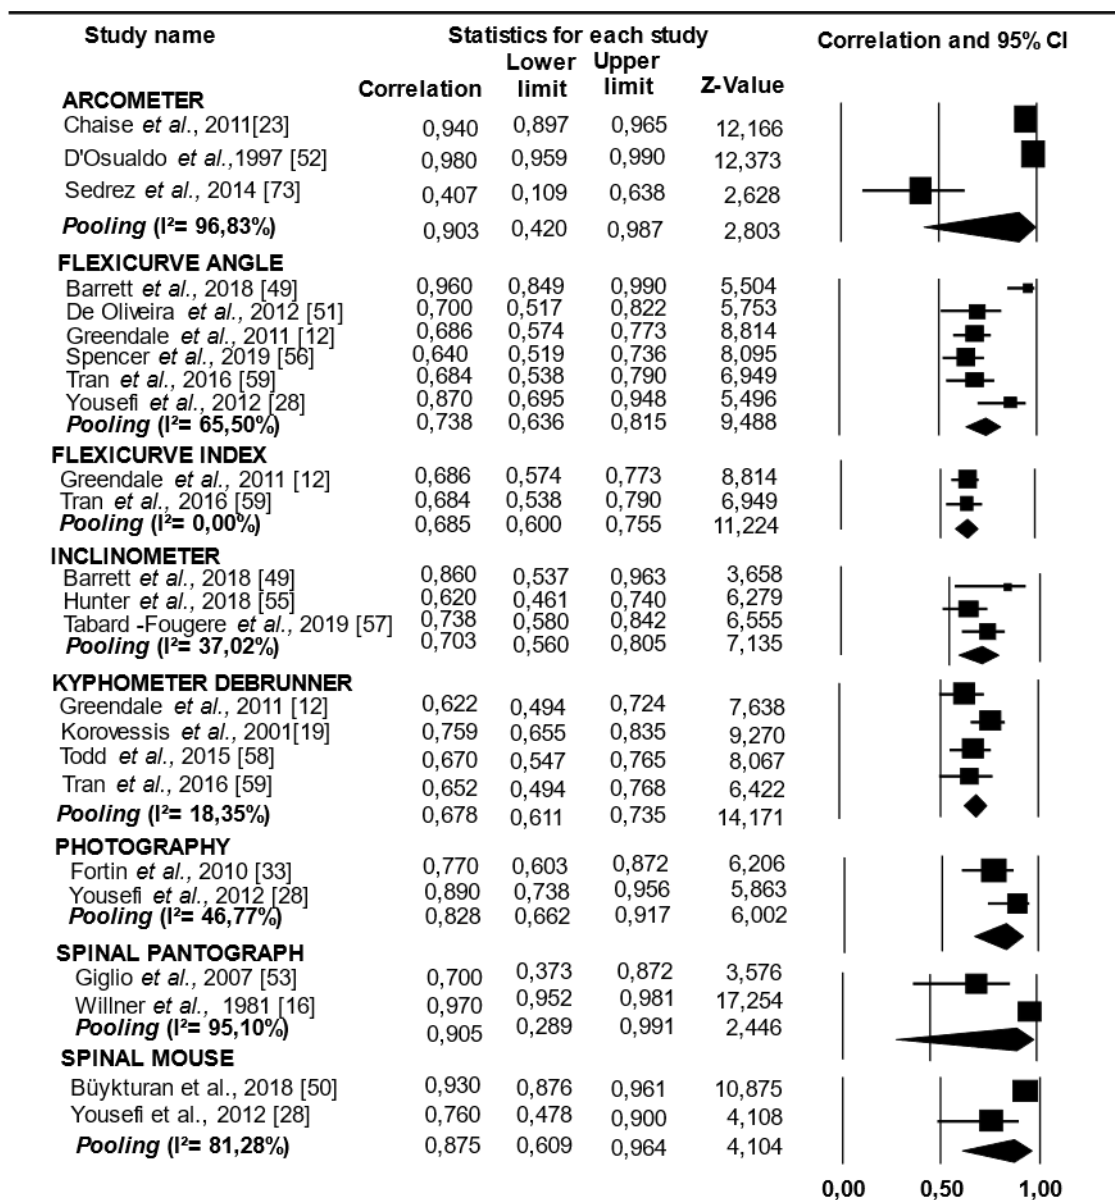 Study name Statistics for each study Correlation and 95% CI
Correlation Lower limit Upper limit Z-Value
ARCOMETER
Chaise et al., 2011[23] 0,940 0,897 0,965 12,166
D'Osualdo et al.,1997 [52] 0,980 0,959 0,990 12,373
Sedrez et al., 2014 [73] 0,407 0,109 0,638 2,628
Pooling (I²= 96,83%) 0,903 0,420 0,987 2,803
FLEXICURVE ANGLE
Barrett et al., 2018 [49] 0,960 0,849 0,990 5,504
De Oliveira et al., 2012 [51] 0,700 0,517 0,822 5,753
Greendale et al., 2011 [12] 0,686 0,574 0,773 8,814
Spencer et al., 2019 [56] 0,640 0,519 0,736 8,095
Tran et al., 2016 [59] 0,684 0,538 0,790 6,949
Yousefi et al., 2012 [28] 0,870 0,695 0,948 5,496
Pooling (I²= 65,50%) 0,738 0,636 0,815 9,488
FLEXICURVE INDEX
Greendale et al., 2011 [12] 0,686 0,574 0,773 8,814
Tran et al., 2016 [59] 0,684 0,538 0,790 6,949
Pooling (I²= 0,00%) 0,685 0,600 0,755 11,224
INCLINOMETER
Barrett et al., 2018 [49] 0,860 0,537 0,963 3,658
Hunter et al., 2018 [55] 0,620 0,461 0,740 6,279
Tabard -Fougere et al., 2019 [57] 0,738 0,580 0,842 6,555
Pooling (I²= 37,02%) 0,703 0,560 0,805 7,135
KYPHOMETER DEBRUNNER
Greendale et al., 2011 [12] 0,622 0,494 0,724 7,638
Korovessis et al., 2001[19] 0,759 0,655 0,835 9,270
Todd et al., 2015 [58] 0,670 0,547 0,765 8,067
Tran et al., 2016 [59] 0,652 0,494 0,768 6,422
Pooling (I²= 18,35%) 0,678 0,611 0,735 14,171
PHOTOGRAPHY
Fortin et al., 2010 [33] 0,770 0,603 0,872 6,206
Yousefi et al., 2012 [28] 0,890 0,738 0,956 5,863
Pooling (I²= 46,77%) 0,828 0,662 0,917 6,002
SPINAL PANTOGRAPH
Giglio et al., 2007 [53] 0,700 0,373 0,872 3,576
Willner et al., 1981 [16] 0,970 0,952 0,981 17,254
Pooling (I²= 95,10%) 0,905 0,289 0,991 2,446
SPINAL MOUSE
Büykturan et al., 2018 [50] 0,930 0,876 0,961 10,875
Yousefi et al., 2012 [28] 0,760 0,478 0,900 4,108
Pooling (I²= 81,28%) 0,875 0,609 0,964 4,104
0,00 0,50 1,00